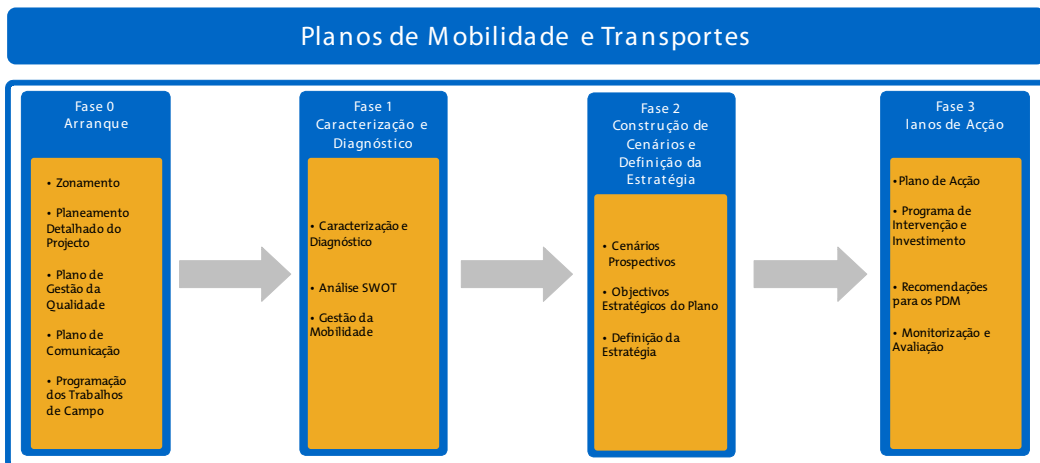 Planos de Mobilidade e Transportes
Fase 0
Arranque
• Zonamento
• Planeamento
Detalhado do
Projecto
• Plano de
Gestão da
Qualidade
• Plano de
Comunicação
• Programação
dos Trabalhos
de Campo
Fase 1
Caracterização e
Diagnóstico
• Caracterização e
Diagnóstico
• Análise SWOT
• Gestão da
Mobilidade
Fase 2
Construção de
Cenários e
Definição da
Estratégia
• Cenários
Prospectivos
• Objectivos
Estratégicos do Plano
• Definição da
Estratégia
Fase 3
lanos de Acção
•Plano de Acção
• Programa de
Intervenção e
Investimento
• Recomendações
para os PDM
• Monitorização e
Avaliação